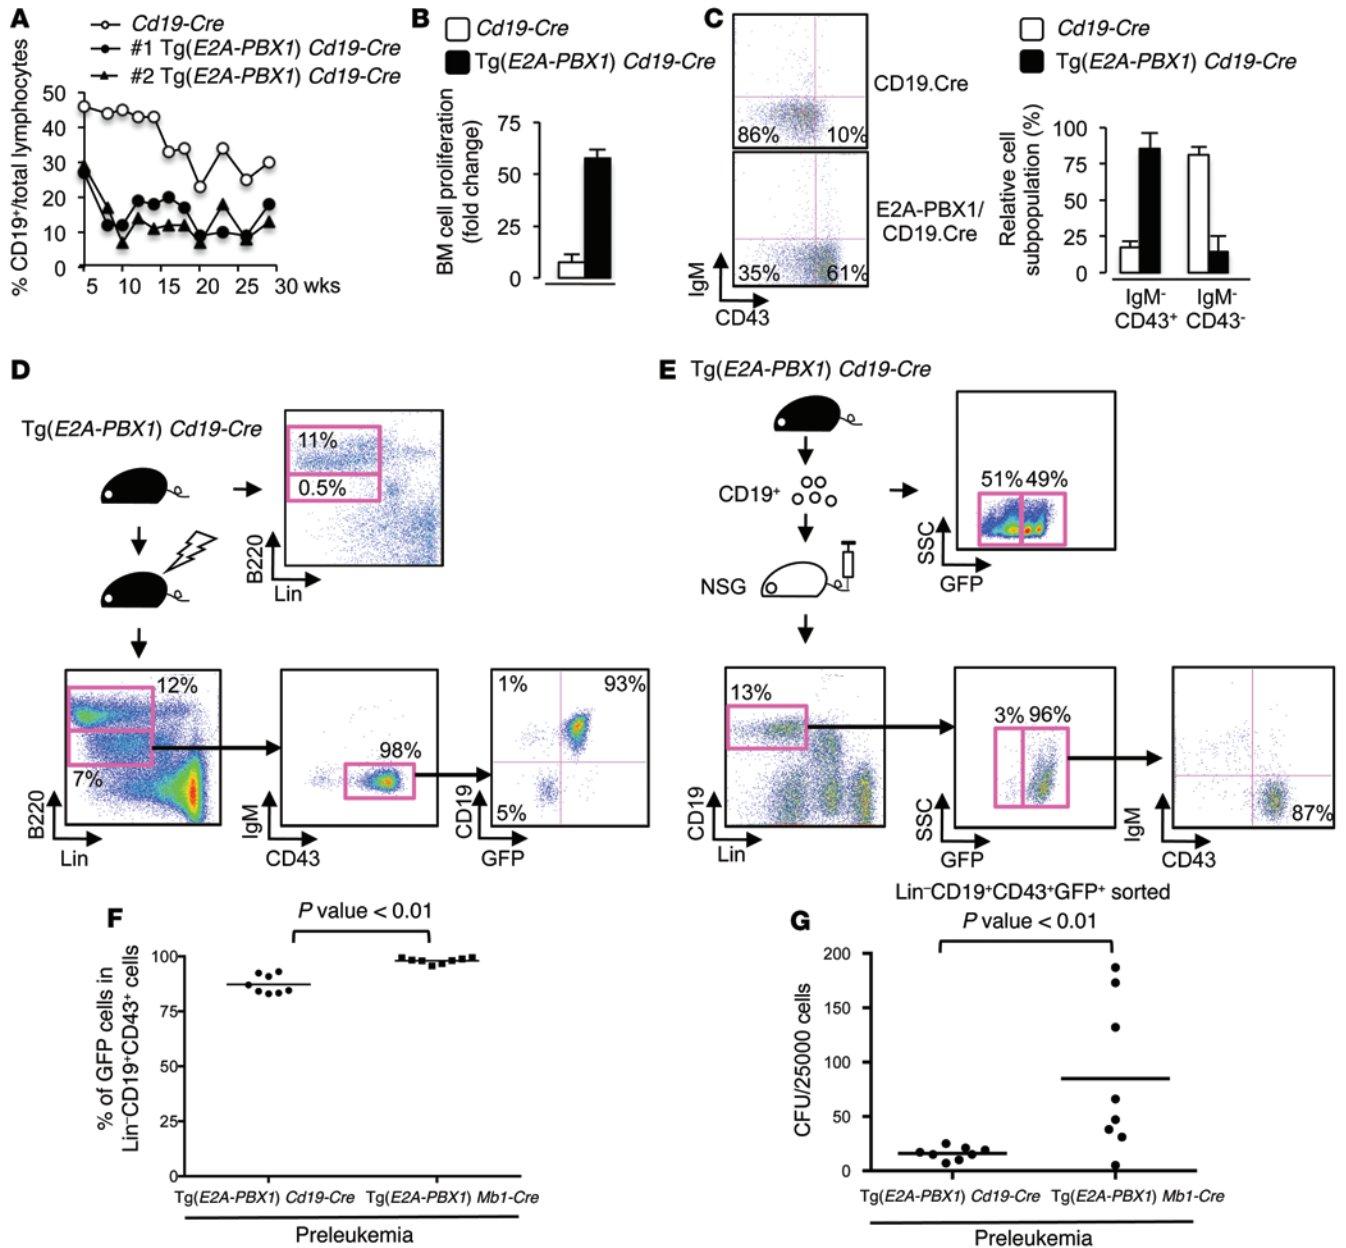 A
Cd19-Cre
#1 Tg(E2A-PBX1) Cd19-Cre
#2 Tg(E2A-PBX1) Cd19-Cre
% CD19+/total lymphocytes
50
40
30
20
10
0
5 10 15 20 25 30 wks
B
Cd19-Cre
Tg(E2A-PBX1) Cd19-Cre
BM cell proliferation
(fold change)
75
50
25
0
C
CD19.Cre
86% 10%
E2A-PBX1/
CD19.Cre
35% 61%
IgM
CD43
Cd19-Cre
Tg(E2A-PBX1) Cd19-Cre
Relative cell
subpopulation (%)
100
75
50
25
0
IgM- IgM-
CD43+ CD43-
D
Tg(E2A-PBX1) Cd19-Cre
11%
0.5%
B220
Lin
12%
7%
B220
Lin
98%
IgM
CD43
1% 93%
5%
CD19
GFP
E
Tg(E2A-PBX1) Cd19-Cre
CD19+
NSG
51% 49%
SSC
GFP
13%
CD19
Lin
3% 96%
SSC
GFP
87%
IgM
CD43
Lin–CD19+CD43+GFP+ sorted
F
P value < 0.01
% of GFP cells in
Lin–CD19+CD43+ cells
100
75
50
25
0
Tg(E2A-PBX1) Cd19-Cre Tg(E2A-PBX1) Mb1-Cre
Preleukemia
G
P value < 0.01
CFU/25000 cells
200
150
100
50
0
Tg(E2A-PBX1) Cd19-Cre Tg(E2A-PBX1) Mb1-Cre
Preleukemia